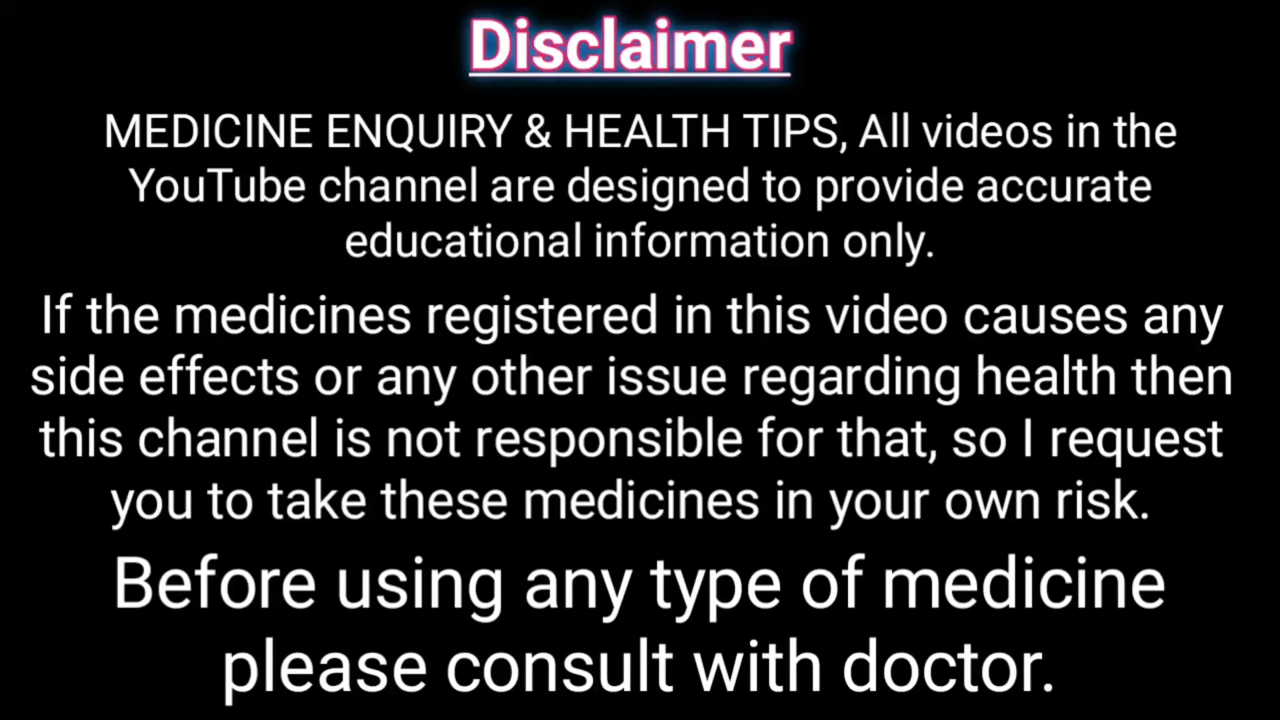 Disclaimer
MEDICINE ENQUIRY & HEALTH TIPS, All videos in the
YouTube channel are designed to provide accurate
educational information only.
If the medicines registered in this video causes any
side effects or any other issue regarding health then
this channel is not responsible for that, so I request
you to take these medicines in your own risk.
Before using any type of medicine
please consult with doctor.